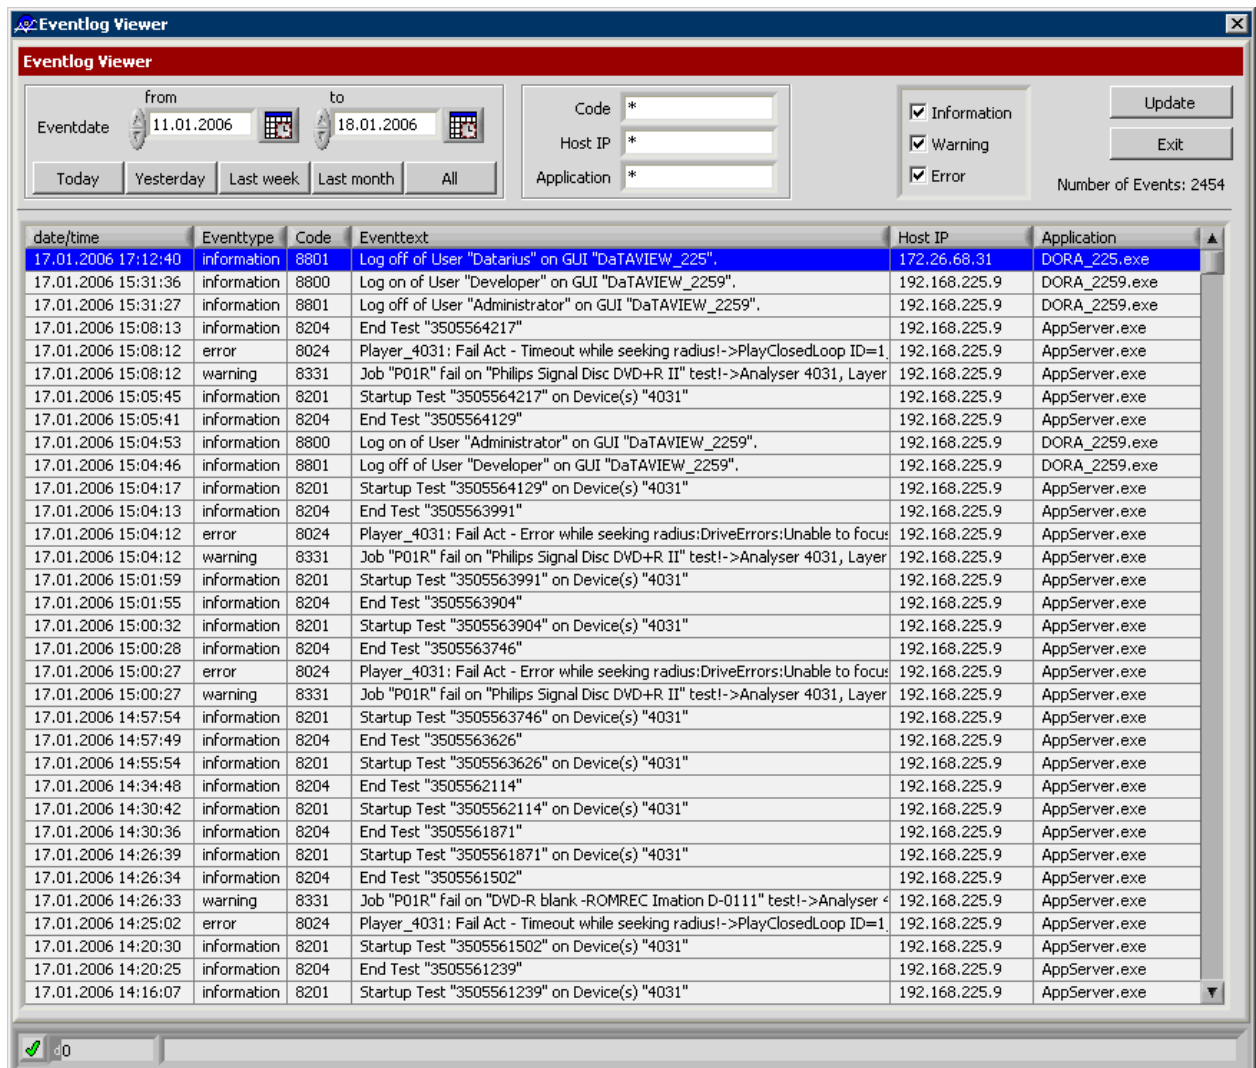 Eventlog Viewer
Eventlog Viewer
from to
Eventdate 11.01.2006 18.01.2006
Today Yesterday Last week Last month All
Code *
Host IP *
Application *
Information
Warning
Error
Update
Exit
Number of Events: 2454
date/time Eventtype Code Eventtext Host IP Application
17.01.2006 17:12:40 information 8801 Log off of User "Datarius" on GUI "DaTAVIEW_225". 172.26.68.31 DORA_225.exe
17.01.2006 15:31:36 information 8800 Log on of User "Developer" on GUI "DaTAVIEW_2259". 192.168.225.9 DORA_2259.exe
17.01.2006 15:31:27 information 8801 Log off of User "Administrator" on GUI "DaTAVIEW_2259". 192.168.225.9 DORA_2259.exe
17.01.2006 15:08:13 information 8204 End Test "3505564217" 192.168.225.9 AppServer.exe
17.01.2006 15:08:12 error 8024 Player_4031: Fail Act - Timeout while seeking radius!->PlayClosedLoop ID=1_ 192.168.225.9 AppServer.exe
17.01.2006 15:08:12 warning 8331 Job "P01R" fail on "Philips Signal Disc DVD+R II" test!->Analyser 4031, Layer 192.168.225.9 AppServer.exe
17.01.2006 15:05:45 information 8201 Startup Test "3505564217" on Device(s) "4031" 192.168.225.9 AppServer.exe
17.01.2006 15:05:41 information 8204 End Test "3505564129" 192.168.225.9 AppServer.exe
17.01.2006 15:04:53 information 8800 Log on of User "Administrator" on GUI "DaTAVIEW_2259". 192.168.225.9 DORA_2259.exe
17.01.2006 15:04:46 information 8801 Log off of User "Developer" on GUI "DaTAVIEW_2259". 192.168.225.9 DORA_2259.exe
17.01.2006 15:04:17 information 8201 Startup Test "3505564129" on Device(s) "4031" 192.168.225.9 AppServer.exe
17.01.2006 15:04:13 information 8204 End Test "3505563991" 192.168.225.9 AppServer.exe
17.01.2006 15:04:12 error 8024 Player_4031: Fail Act - Error while seeking radius:DriveErrors:Unable to focus 192.168.225.9 AppServer.exe
17.01.2006 15:04:12 warning 8331 Job "P01R" fail on "Philips Signal Disc DVD+R II" test!->Analyser 4031, Layer 192.168.225.9 AppServer.exe
17.01.2006 15:01:59 information 8201 Startup Test "3505563991" on Device(s) "4031" 192.168.225.9 AppServer.exe
17.01.2006 15:01:55 information 8204 End Test "3505563904" 192.168.225.9 AppServer.exe
17.01.2006 15:00:32 information 8201 Startup Test "3505563904" on Device(s) "4031" 192.168.225.9 AppServer.exe
17.01.2006 15:00:28 information 8204 End Test "3505563746" 192.168.225.9 AppServer.exe
17.01.2006 15:00:27 error 8024 Player_4031: Fail Act - Error while seeking radius:DriveErrors:Unable to focus 192.168.225.9 AppServer.exe
17.01.2006 15:00:27 warning 8331 Job "P01R" fail on "Philips Signal Disc DVD+R II" test!->Analyser 4031, Layer 192.168.225.9 AppServer.exe
17.01.2006 14:57:54 information 8201 Startup Test "3505563746" on Device(s) "4031" 192.168.225.9 AppServer.exe
17.01.2006 14:57:49 information 8204 End Test "3505563626" 192.168.225.9 AppServer.exe
17.01.2006 14:55:54 information 8201 Startup Test "3505563626" on Device(s) "4031" 192.168.225.9 AppServer.exe
17.01.2006 14:34:48 information 8204 End Test "3505562114" 192.168.225.9 AppServer.exe
17.01.2006 14:30:42 information 8201 Startup Test "3505562114" on Device(s) "4031" 192.168.225.9 AppServer.exe
17.01.2006 14:30:36 information 8204 End Test "3505561871" 192.168.225.9 AppServer.exe
17.01.2006 14:26:39 information 8201 Startup Test "3505561871" on Device(s) "4031" 192.168.225.9 AppServer.exe
17.01.2006 14:26:34 information 8204 End Test "3505561502" 192.168.225.9 AppServer.exe
17.01.2006 14:26:33 warning 8331 Job "P01R" fail on "DVD-R blank -ROMREC Imation D-0111" test!->Analyser 4 192.168.225.9 AppServer.exe
17.01.2006 14:25:02 error 8024 Player_4031: Fail Act - Timeout while seeking radius!->PlayClosedLoop ID=1_ 192.168.225.9 AppServer.exe
17.01.2006 14:20:30 information 8201 Startup Test "3505561502" on Device(s) "4031" 192.168.225.9 AppServer.exe
17.01.2006 14:20:25 information 8204 End Test "3505561239" 192.168.225.9 AppServer.exe
17.01.2006 14:16:07 information 8201 Startup Test "3505561239" on Device(s) "4031" 192.168.225.9 AppServer.exe
d0